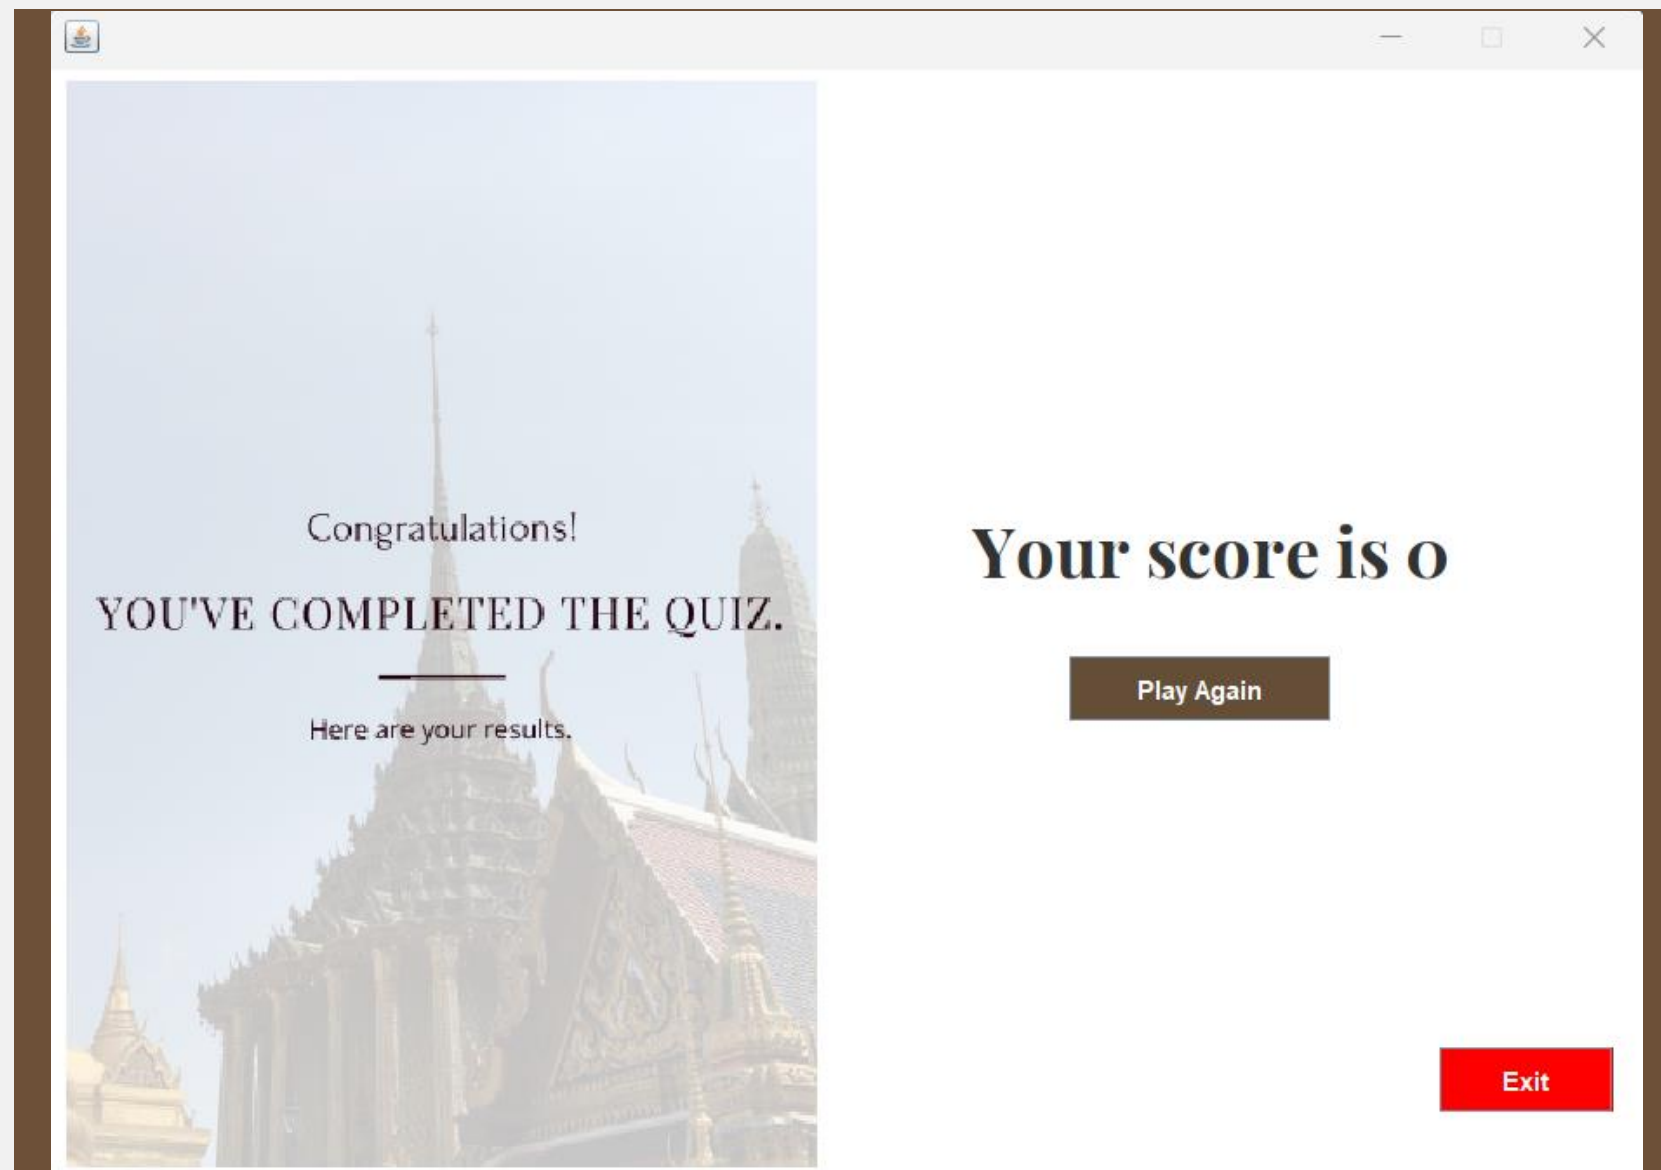 Congratulations!
YOU'VE COMPLETED THE QUIZ.
Here are your results.
Your score is 0
Play Again
Exit